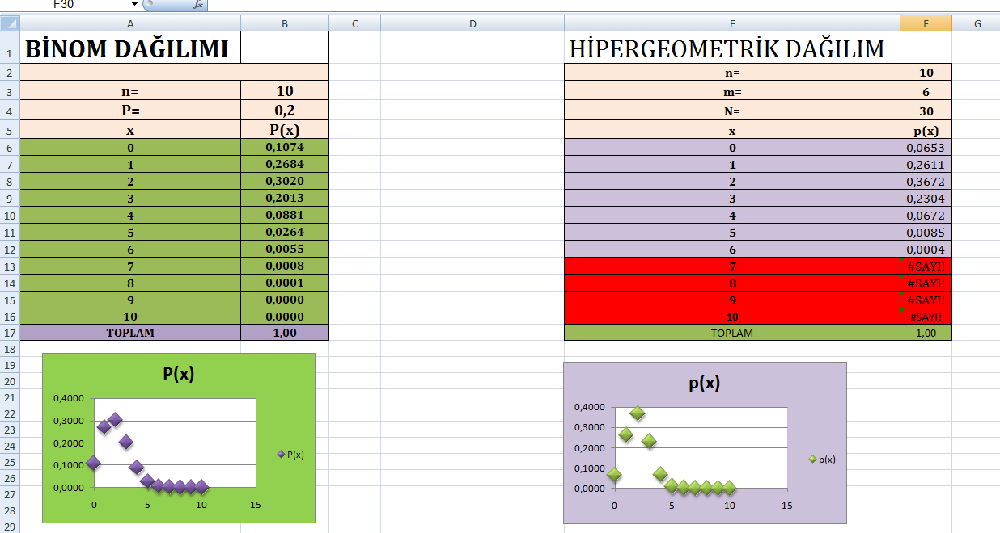 F30 fx
A B C D E F G
1 BİNOM DAĞILIMI HİPERGEOMETRİK DAĞILIM
2 n= 10
3 n= 10 m= 6
4 P= 0,2 N= 30
5 x P(x) x p(x)
6 0 0,1074 0 0,0653
7 1 0,2684 1 0,2611
8 2 0,3020 2 0,3672
9 3 0,2013 3 0,2304
10 4 0,0881 4 0,0672
11 5 0,0264 5 0,0085
12 6 0,0055 6 0,0004
13 7 0,0008 7 #SAYI!
14 8 0,0001 8 #SAYI!
15 9 0,0000 9 #SAYI!
16 10 0,0000 10 #SAYI!
17 TOPLAM 1,00 TOPLAM 1,00
18
19
20
21
22
23
24
25
26
27
28
29
P(x)
0,4000
0,3000
0,2000
0,1000
0,0000
0 5 10 15
P(x)
p(x)
0,4000
0,3000
0,2000
0,1000
0,0000
0 5 10 15
p(x)